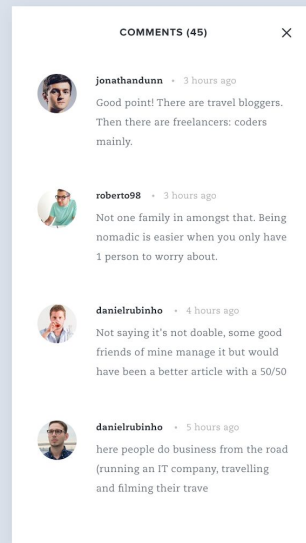 COMMENTS (45)
jonathandunn • 3 hours ago
Good point! There are travel bloggers.
Then there are freelancers: coders
mainly.
roberto98 • 3 hours ago
Not one family in amongst that. Being
nomadic is easier when you only have
1 person to worry about.
danielrubinho • 4 hours ago
Not saying it's not doable, some good
friends of mine manage it but would
have been a better article with a 50/50
danielrubinho • 5 hours ago
here people do business from the road
(running an IT company, travelling
and filming their trave